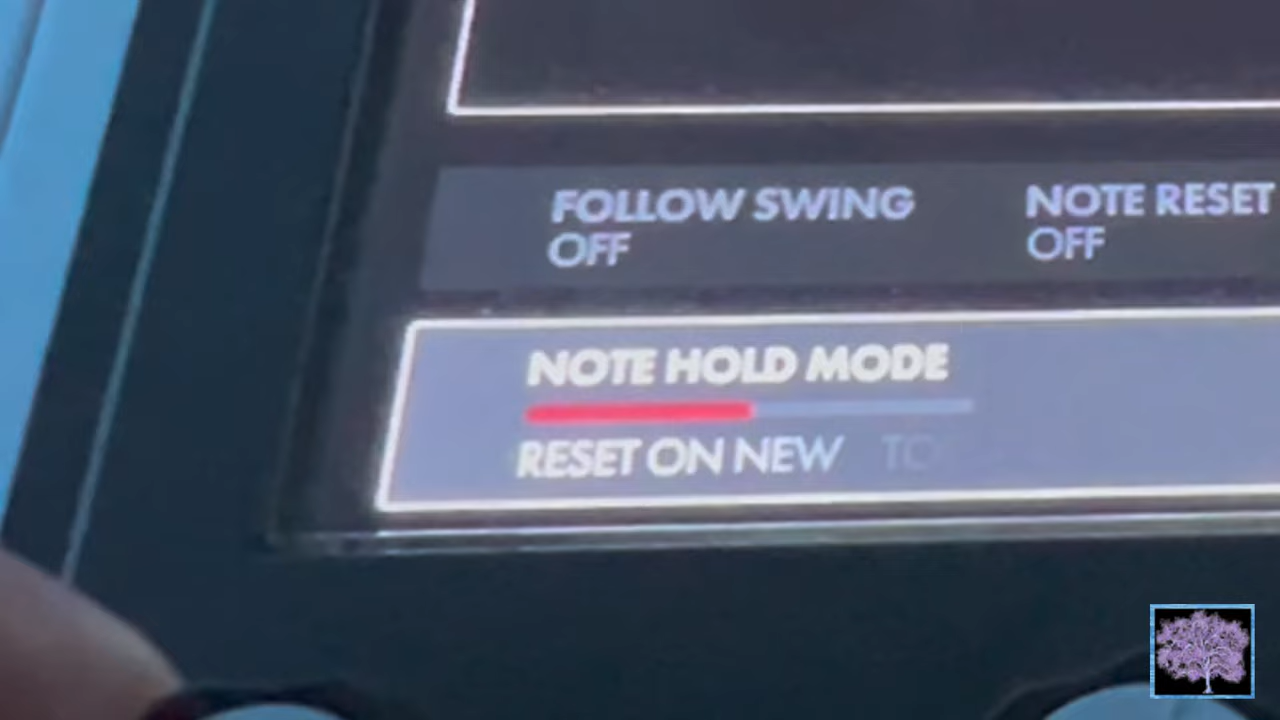 FOLLOW SWING
OFF
NOTE RESET
OFF
NOTE HOLD MODE
RESET ON NEW